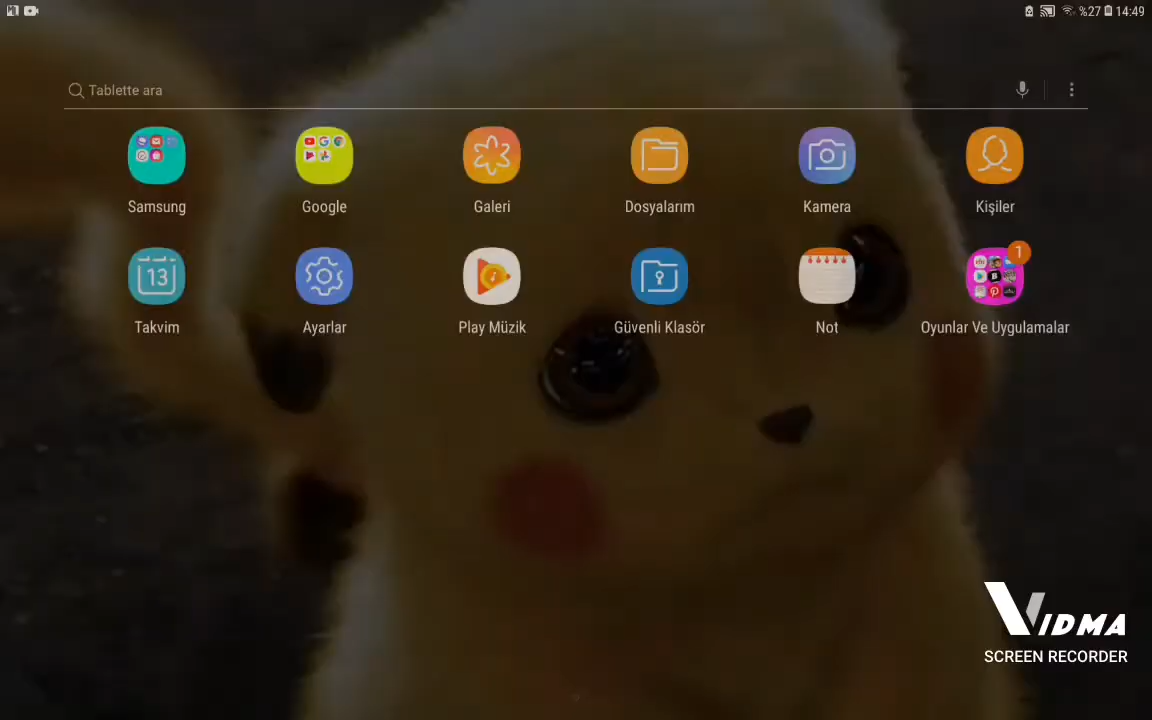 %27 14:49
Tablette ara
Samsung
Google
Galeri
Dosyalarım
Kamera
Kişiler
13
1
Takvim
Ayarlar
Play Müzik
Güvenli Klasör
Not
Oyunlar Ve Uygulamalar
VIDMA
SCREEN RECORDER